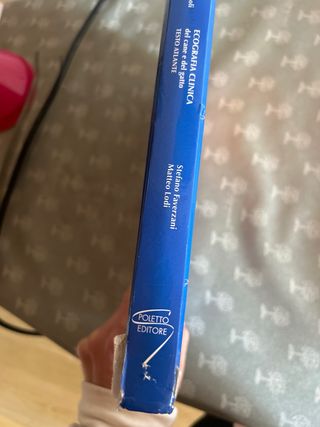 ECOGRAFIA CLINICA
del cane e del gatto
TESTO ATLANTE
Stefano Faverzani
Matteo Lodi
POLETTO
EDITORE